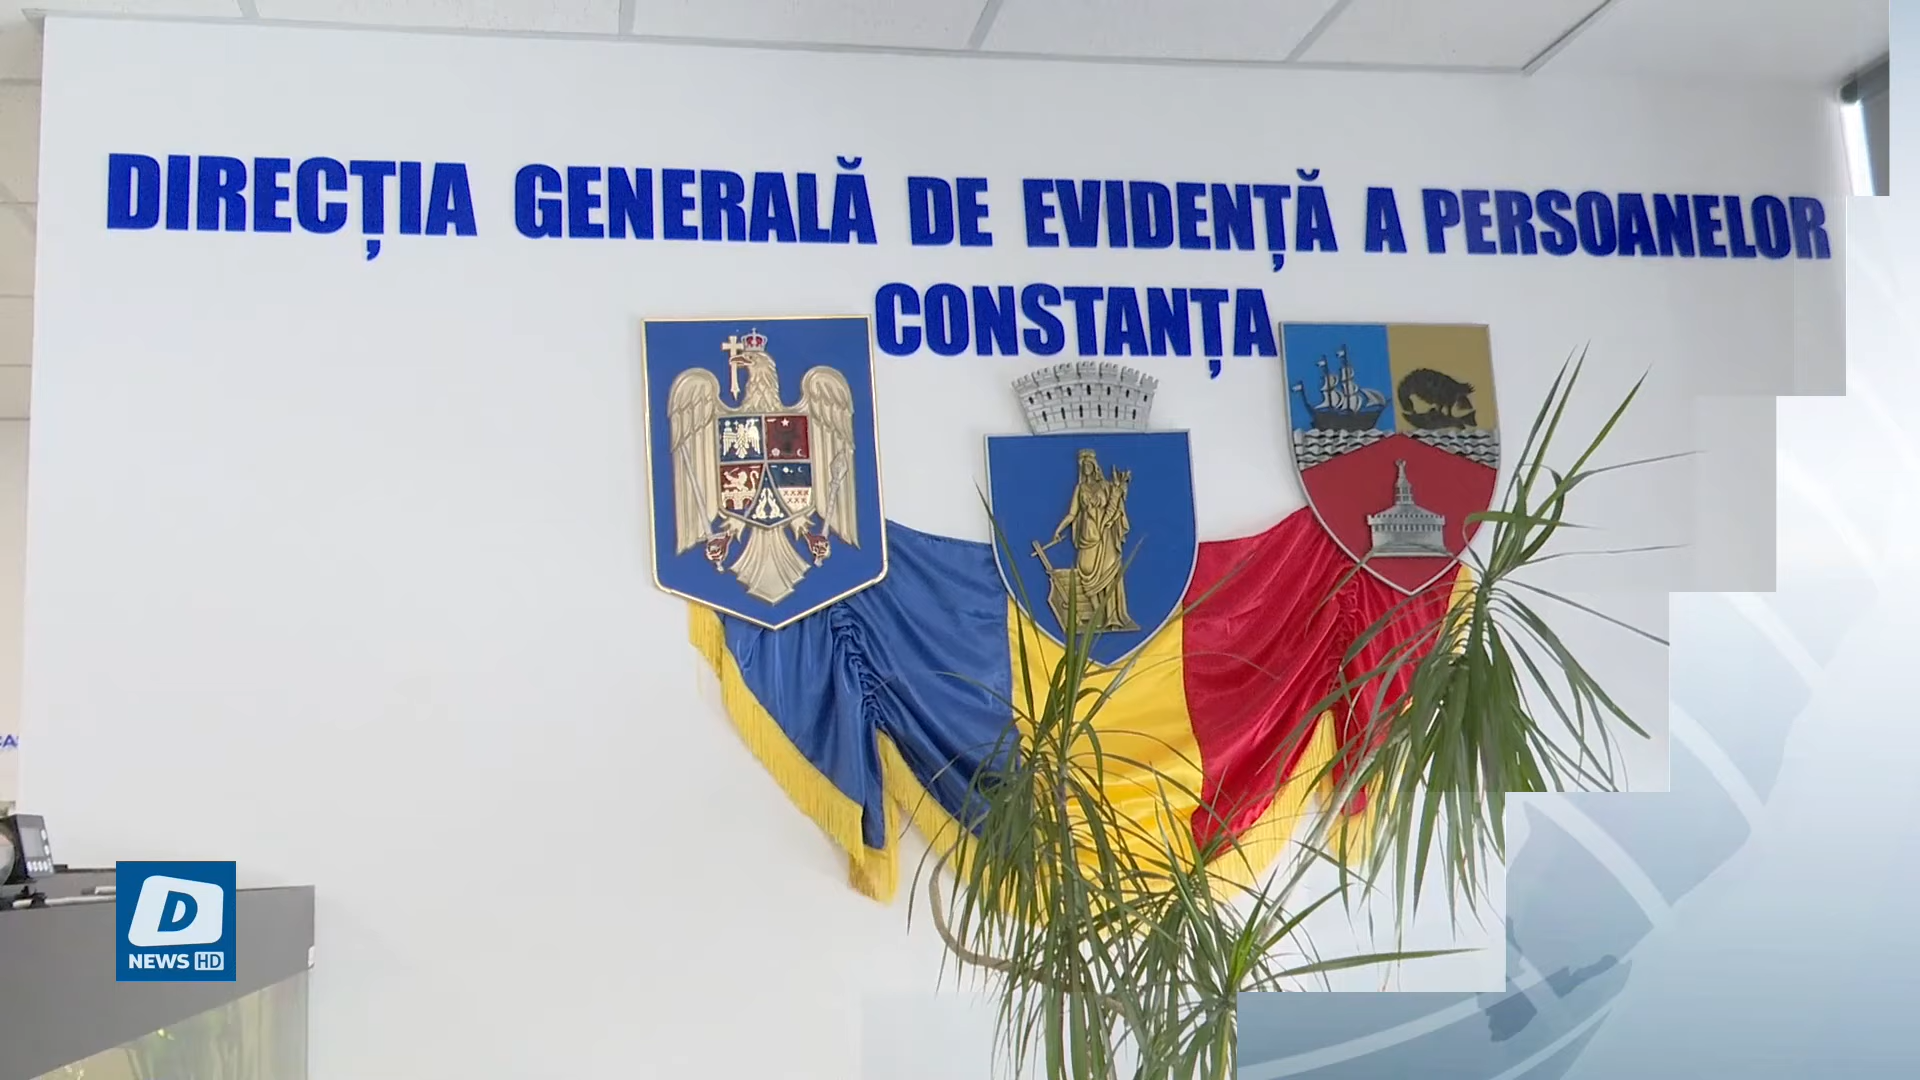 DIRECȚIA GENERALĂ DE EVIDENȚĂ A PERSOANELOR
CONSTANȚA
D
NEWS HD